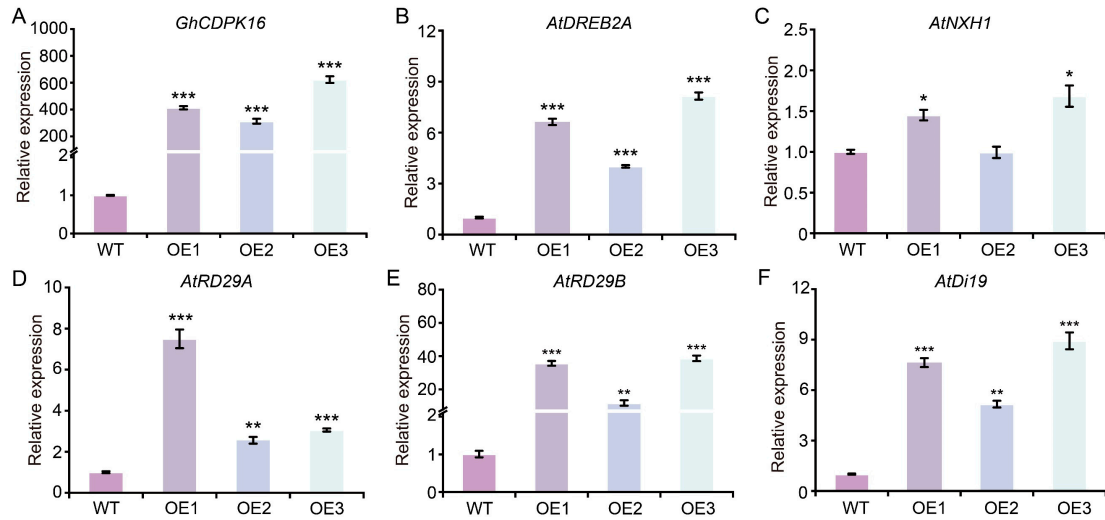 A
GhCDPK16
Relative expression
1000
800
600
400
200
2
1
0
***
***
***
WT
OE1
OE2
OE3
B
AtDREB2A
Relative expression
12
9
6
3
0
***
***
***
WT
OE1
OE2
OE3
C
AtNXH1
Relative expression
2.5
2.0
1.5
1.0
0.5
0
*
*
WT
OE1
OE2
OE3
D
AtRD29A
Relative expression
10
8
6
4
2
0
***
**
***
WT
OE1
OE2
OE3
E
AtRD29B
Relative expression
80
60
40
20
2
1
0
***
**
***
WT
OE1
OE2
OE3
F
AtDi19
Relative expression
12
9
6
3
0
***
**
***
WT
OE1
OE2
OE3